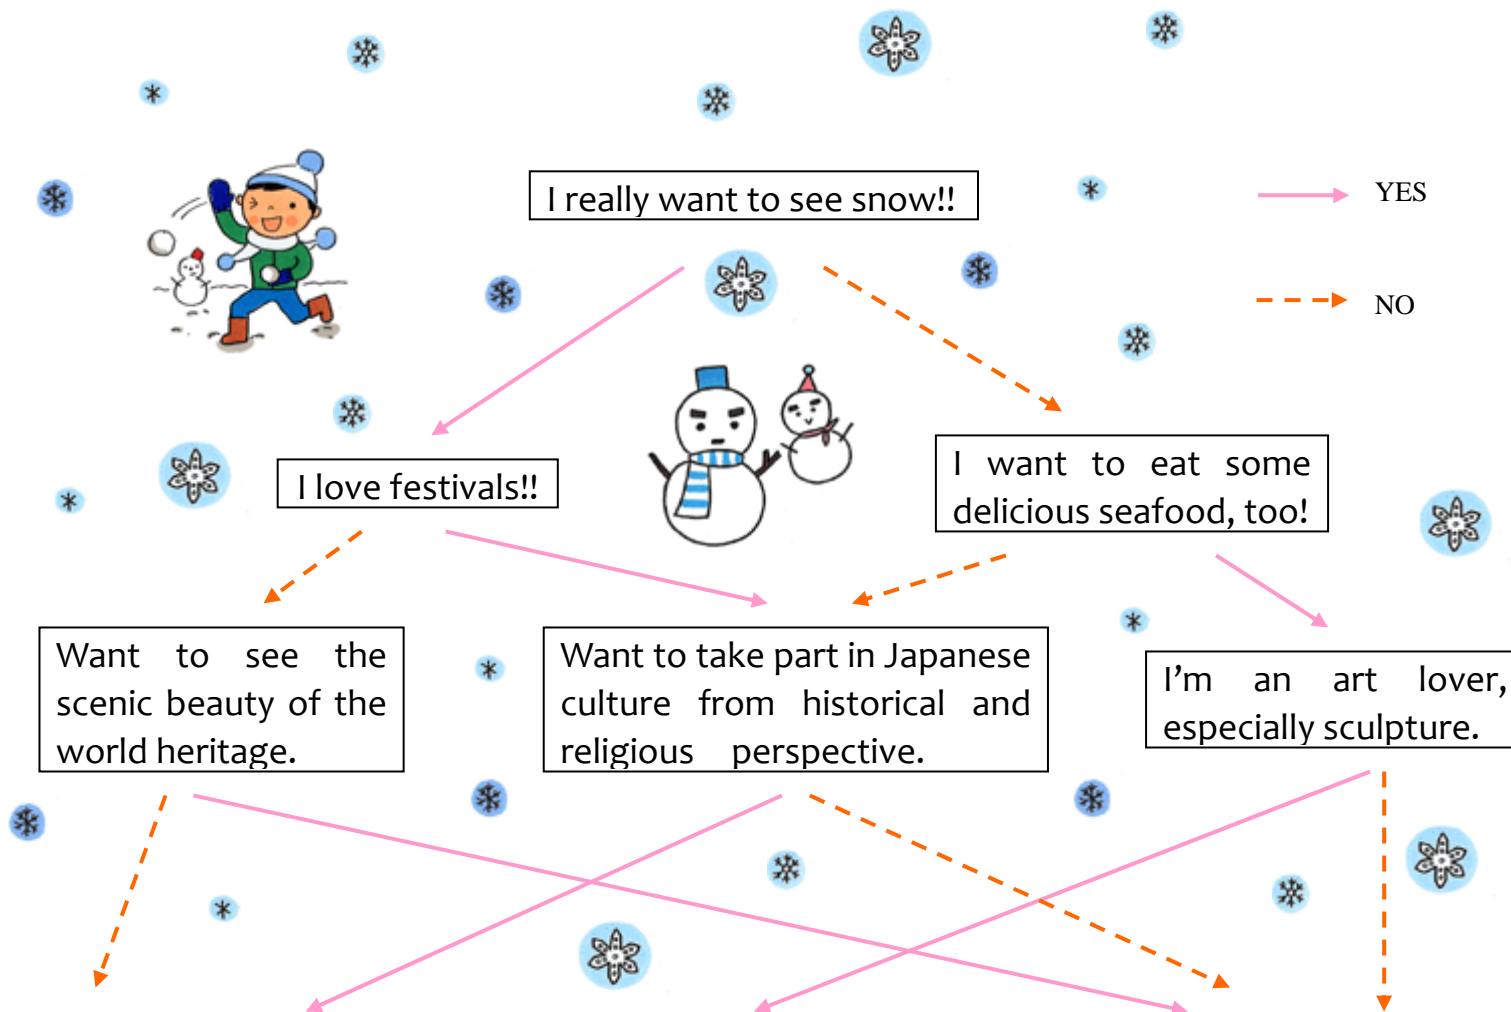 I really want to see snow!!
YES
NO
I love festivals!!
I want to eat some
delicious seafood, too!
Want to see the
scenic beauty of the
world heritage.
Want to take part in Japanese
culture from historical and
religious perspective.
I'm an art lover,
especially sculpture.